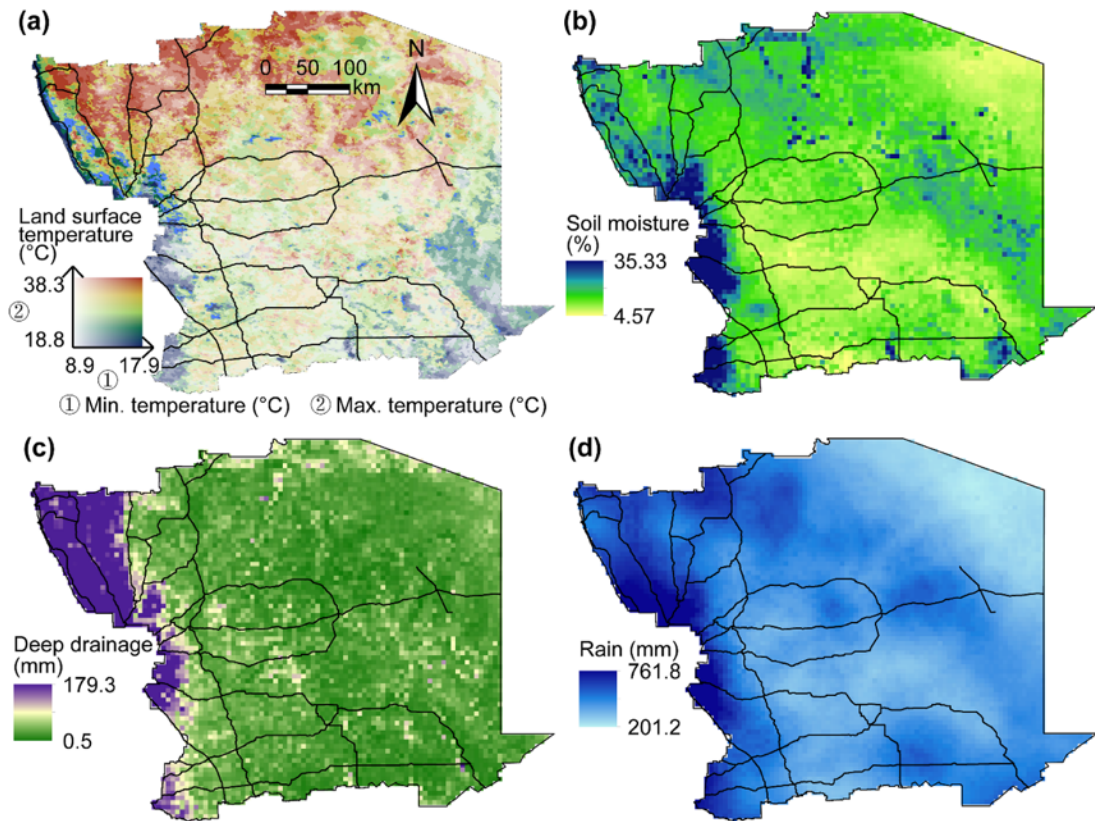 (a)
N
0 50 100
km
Land surface
temperature
(°C)
38.3
②
18.8
8.9 17.9
①
① Min. temperature (°C) ② Max. temperature (°C)
(b)
Soil moisture
(%)
35.33
4.57
(c)
Deep drainage
(mm)
179.3
0.5
(d)
Rain (mm)
761.8
201.2